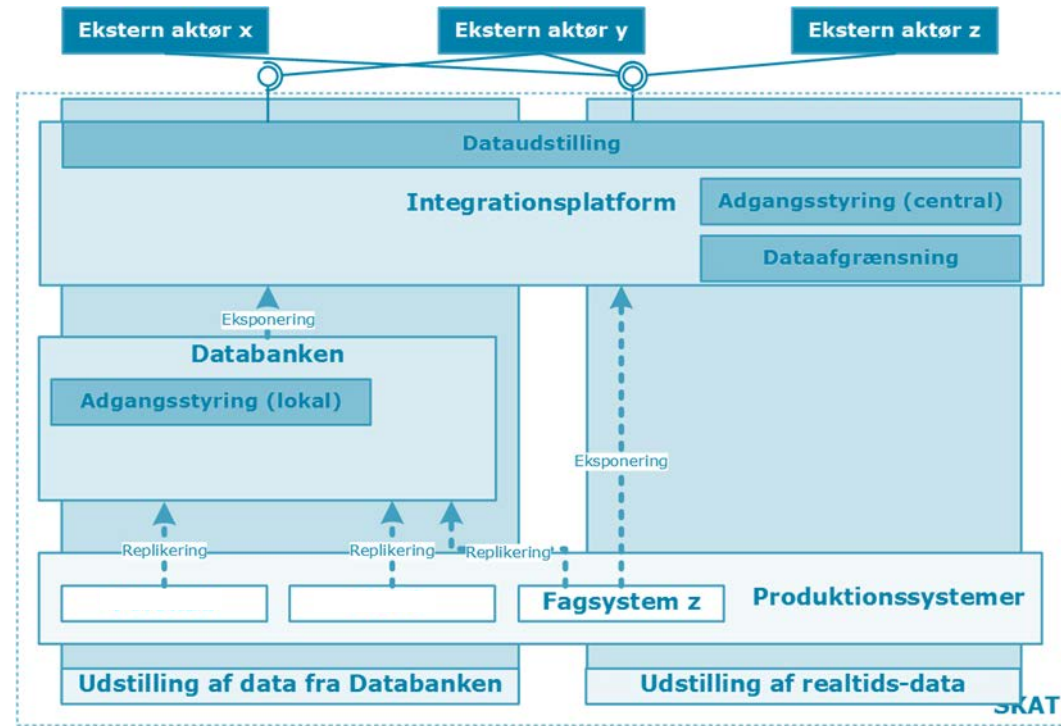 Ekstern aktør x
Ekstern aktør y
Ekstern aktør z
Dataudstilling
Integrationsplatform
Adgangsstyring (central)
Dataafgrænsning
Eksponering
Databanken
Adgangsstyring (lokal)
Eksponering
Replikering
Replikering
Replikering
Fagsystem z
Produktionssystemer
Udstilling af data fra Databanken
Udstilling af realtids-data
SKAT